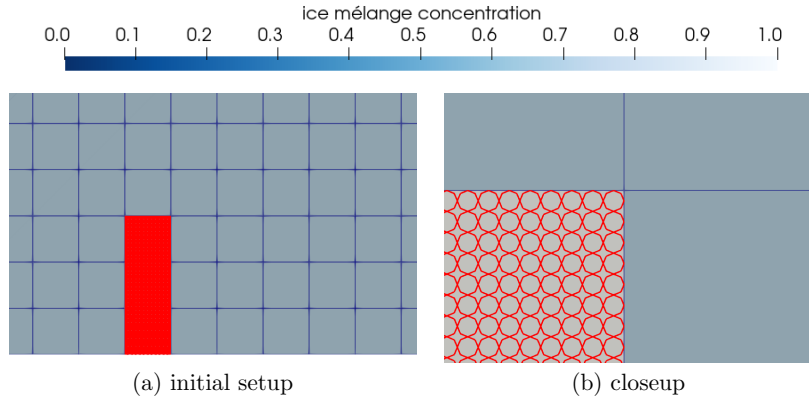 ice mélange concentration
0.0 0.1 0.2 0.3 0.4 0.5 0.6 0.7 0.8 0.9 1.0
(a) initial setup
(b) closeup